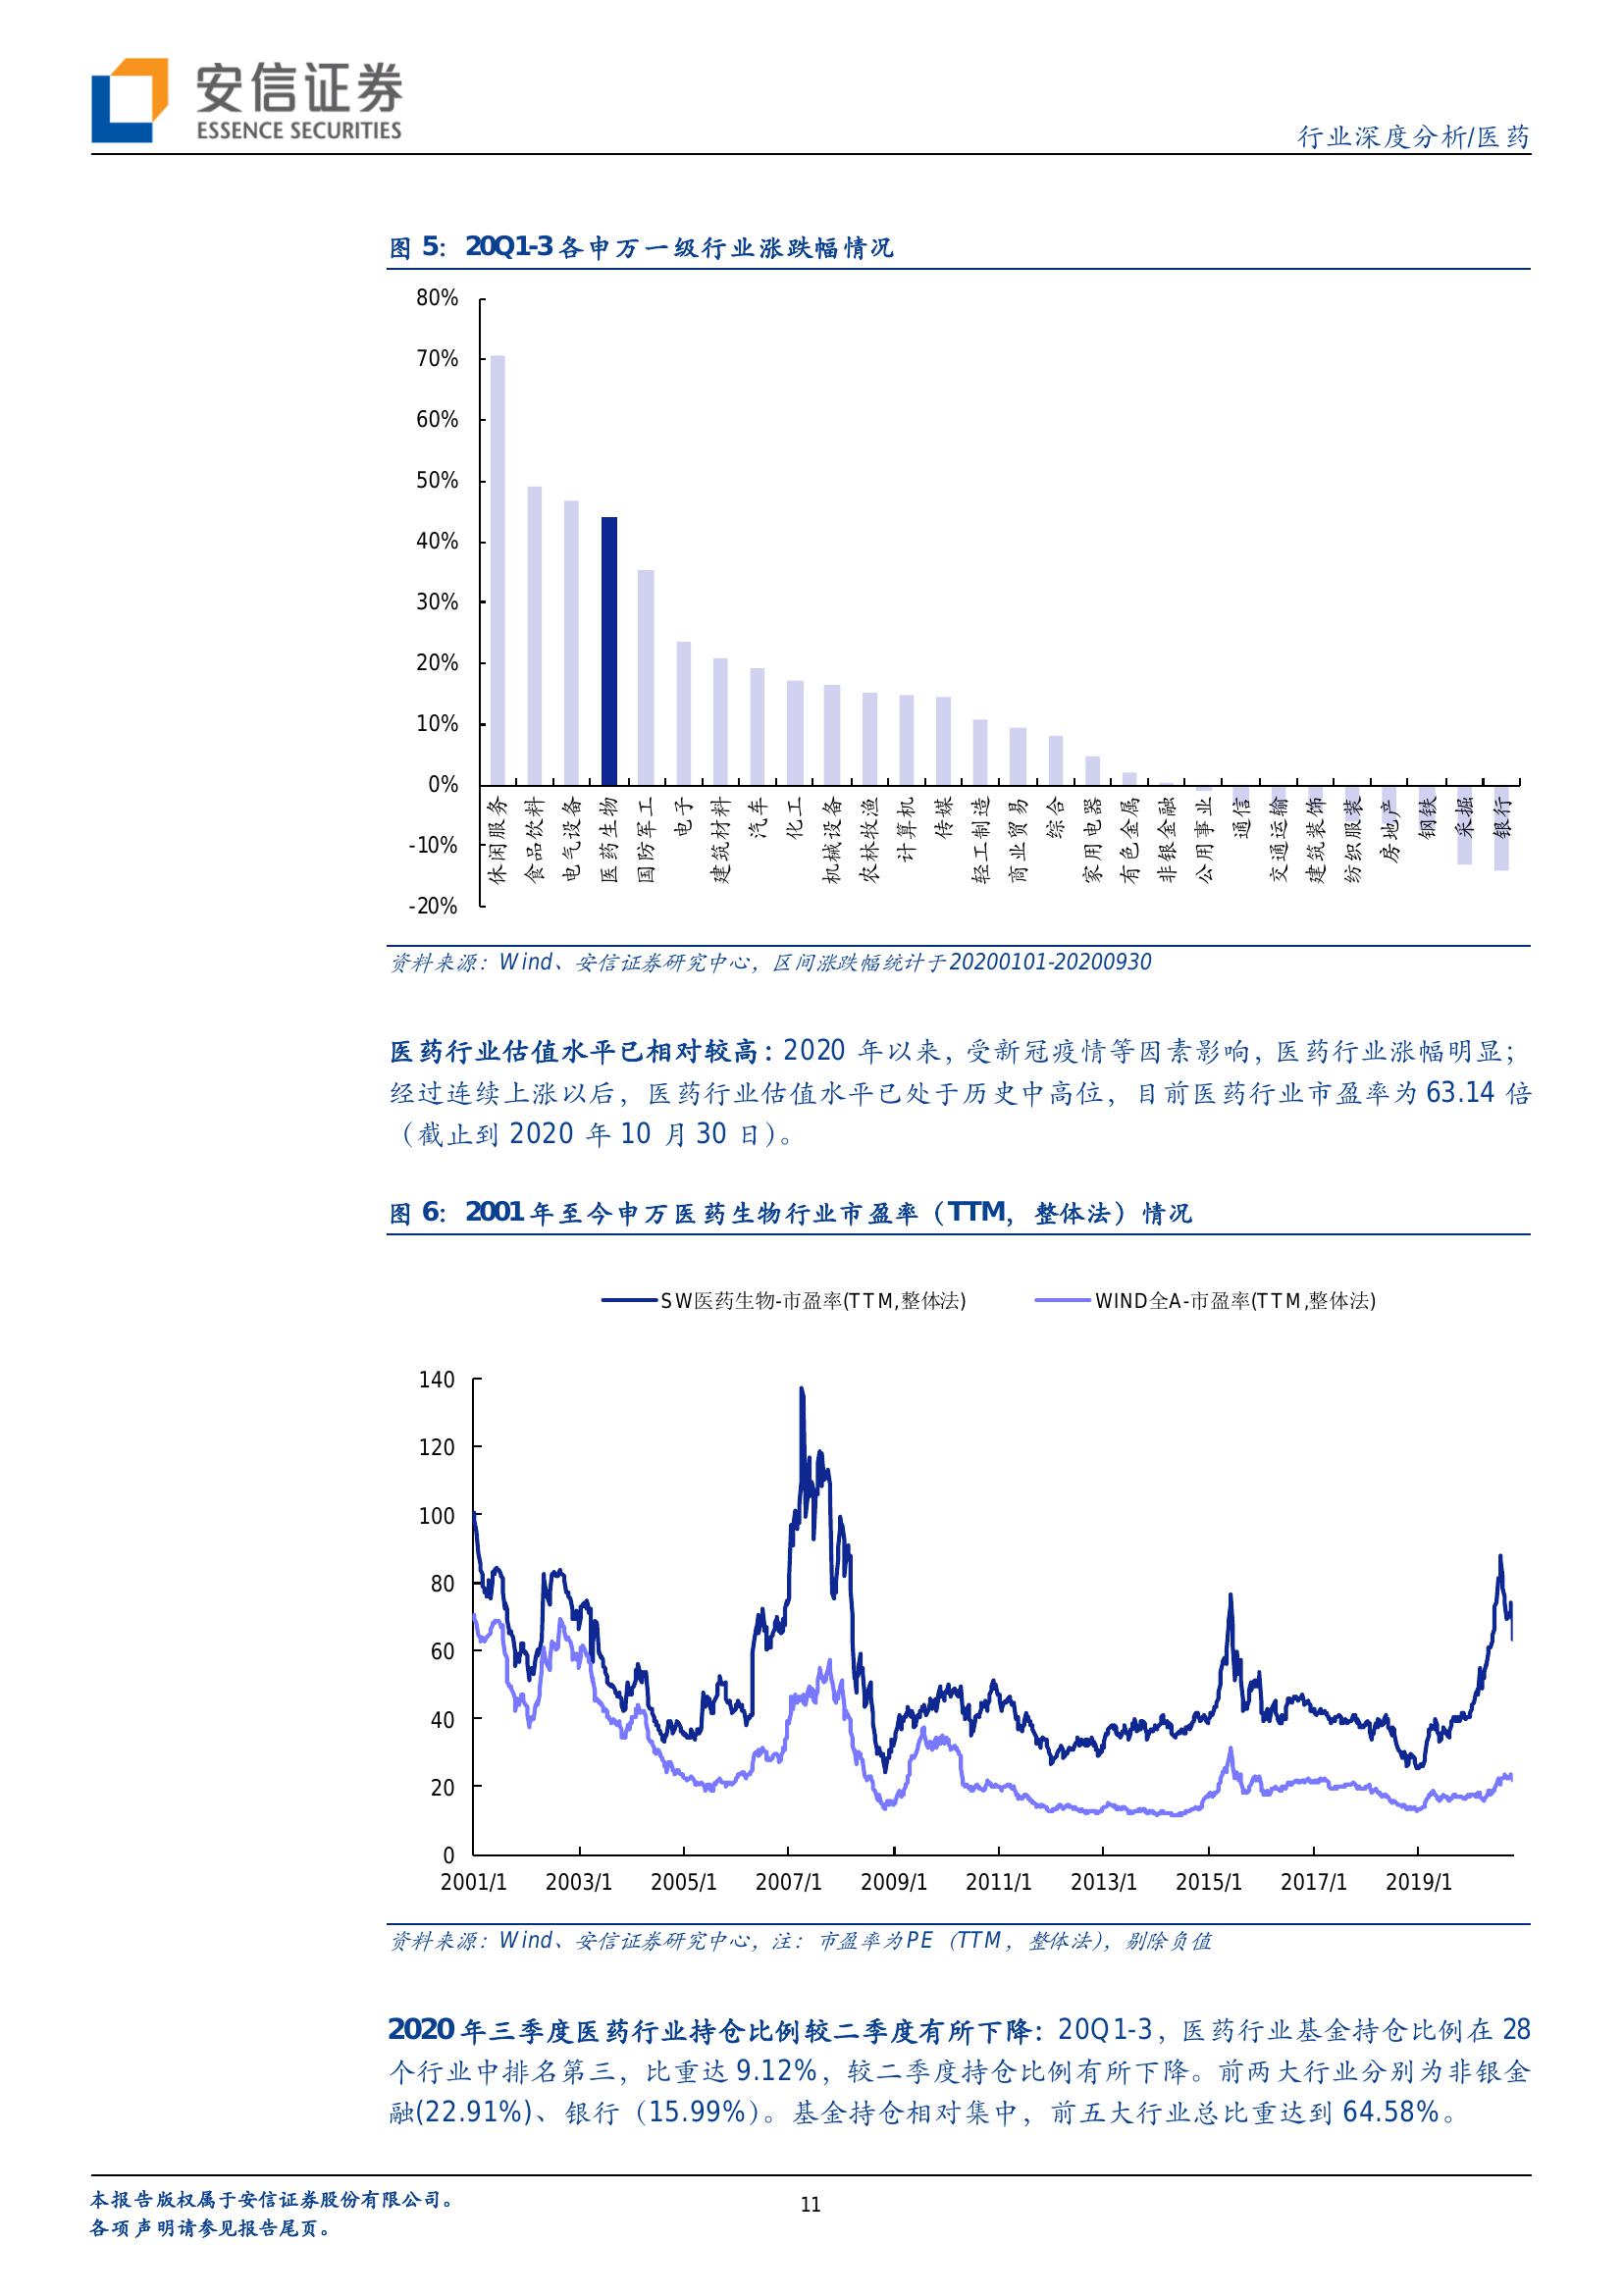 安信证券
ESSENCE SECURITIES
行业深度分析/医药
图 5：20Q1-3各申万一级行业涨跌幅情况
80%
70%
60%
50%
40%
30%
20%
10%
0%
-10%
-20%
休闲服务
食品饮料
电气设备
医药生物
国防军工
电子
建筑材料
汽车
化工
机械设备
农林牧渔
计算机
传媒
轻工制造
商业贸易
综合
家用电器
有色金属
非银金融
公用事业
通信
交通运输
建筑装饰
纺织服装
房地产
钢铁
采掘
银行
资料来源：Wind、安信证券研究中心，区间涨跌幅统计于20200101-20200930
医药行业估值水平已相对较高：2020 年以来，受新冠疫情等因素影响，医药行业涨幅明显；
经过连续上涨以后，医药行业估值水平已处于历史中高位，目前医药行业市盈率为 63.14 倍
（截止到 2020 年 10 月 30 日）。
图 6：2001年至今申万医药生物行业市盈率（TTM，整体法）情况
SW医药生物-市盈率(TTM,整体法)
WIND全A-市盈率(TTM,整体法)
140
120
100
80
60
40
20
0
2001/1
2003/1
2005/1
2007/1
2009/1
2011/1
2013/1
2015/1
2017/1
2019/1
资料来源：Wind、安信证券研究中心，注：市盈率为PE（TTM，整体法），剔除负值
2020 年三季度医药行业持仓比例较二季度有所下降：20Q1-3，医药行业基金持仓比例在 28
个行业中排名第三，比重达 9.12%，较二季度持仓比例有所下降。前两大行业分别为非银金
融(22.91%)、银行（15.99%）。基金持仓相对集中，前五大行业总比重达到 64.58%。
本报告版权属于安信证券股份有限公司。
各项声明请参见报告尾页。
11